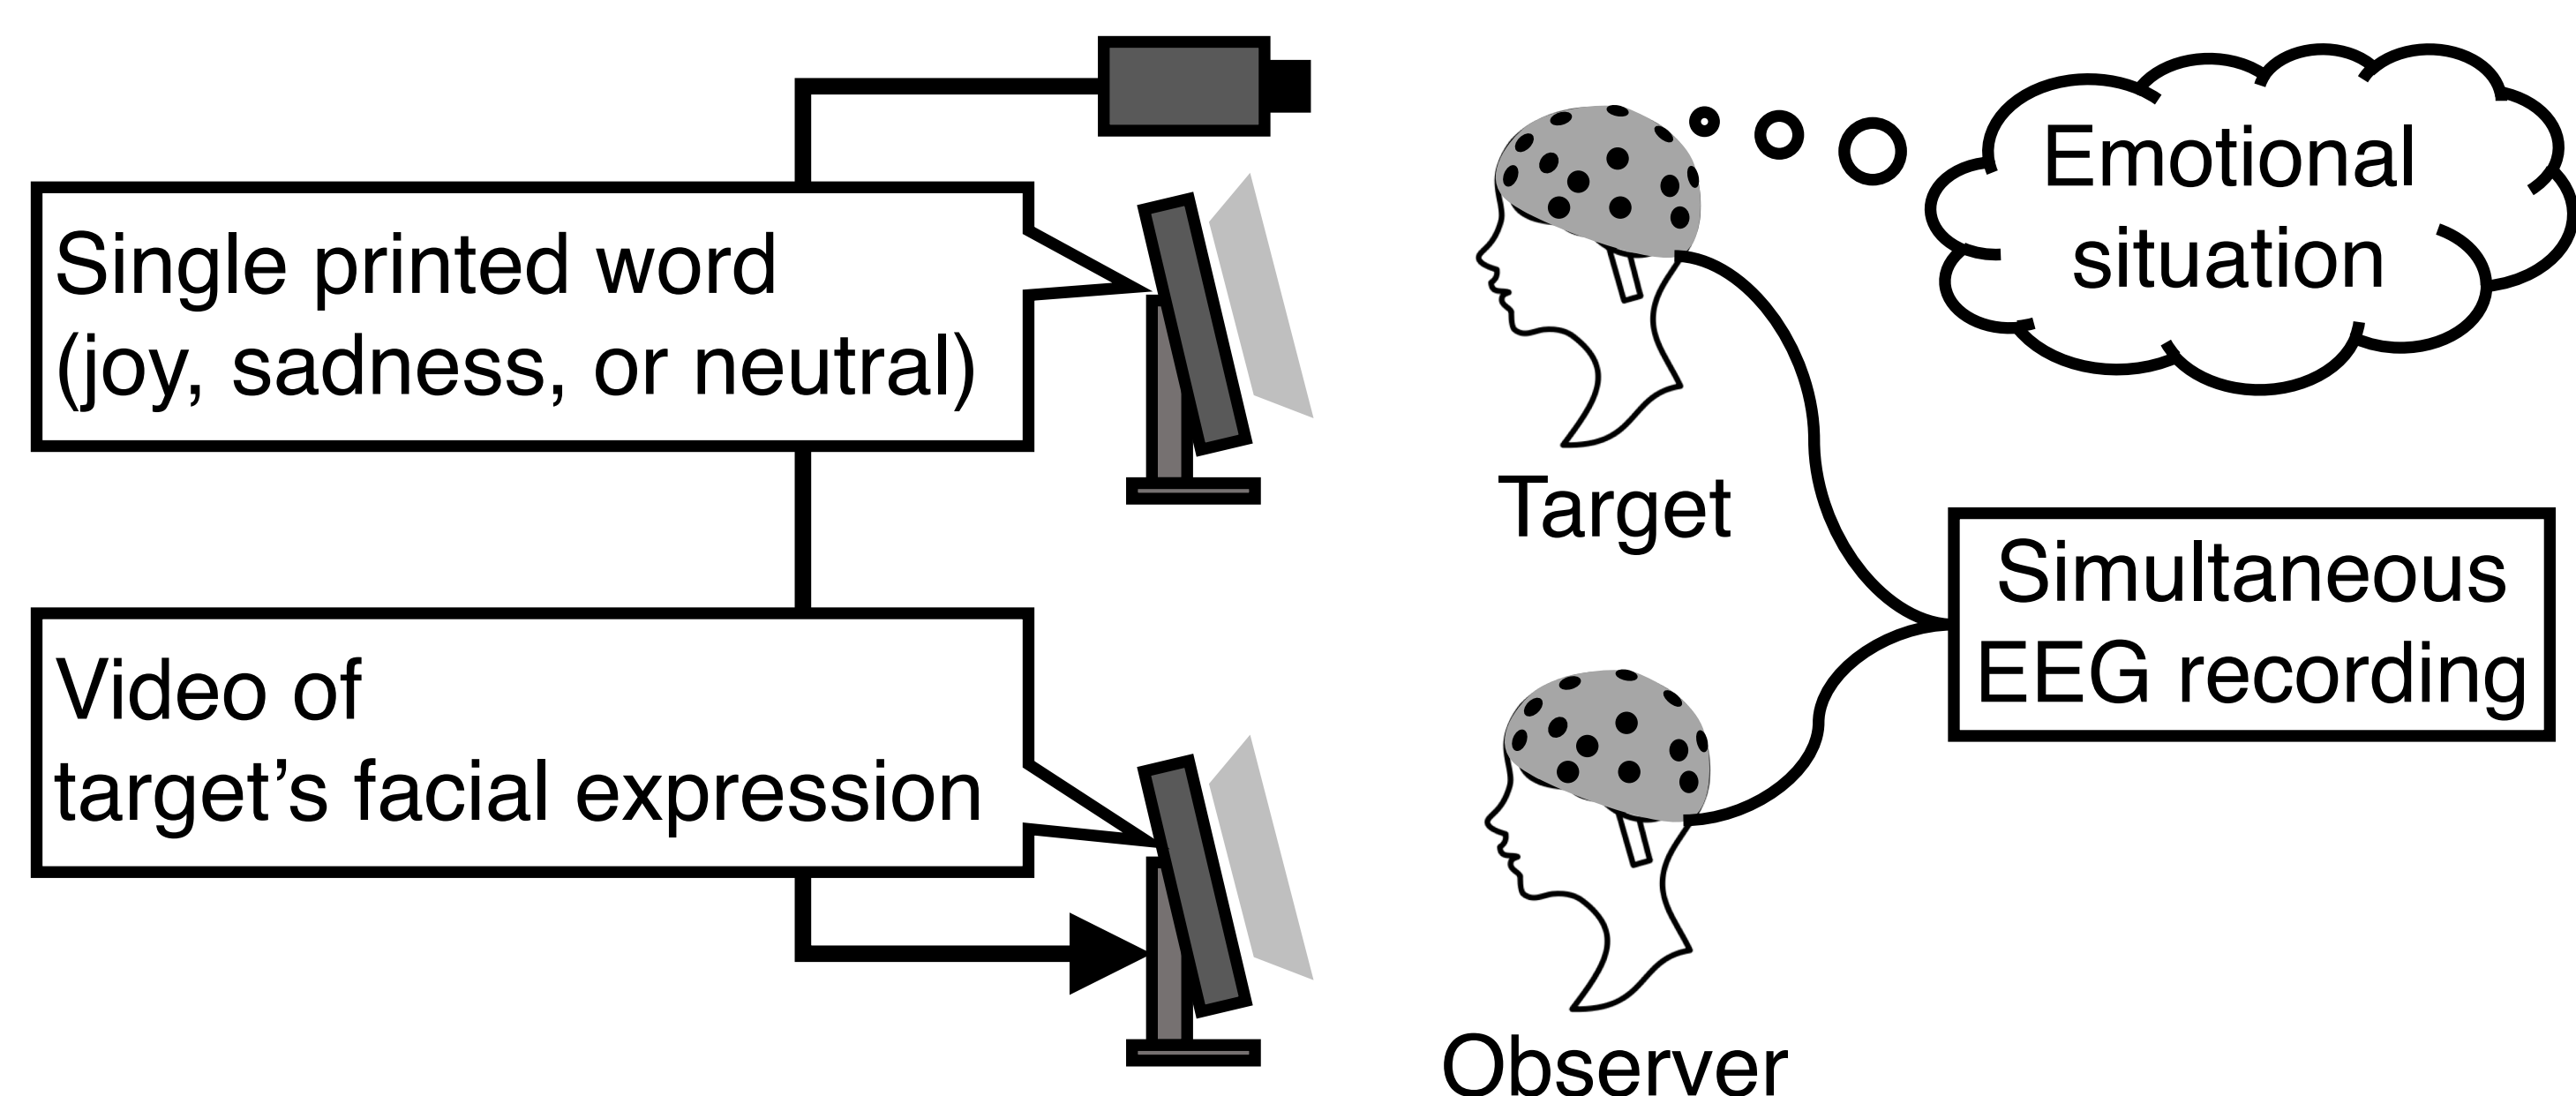 Emotional
situation
Single printed word
(joy, sadness, or neutral)
Target
Simultaneous
EEG recording
Video of
target’s facial expression
Observer